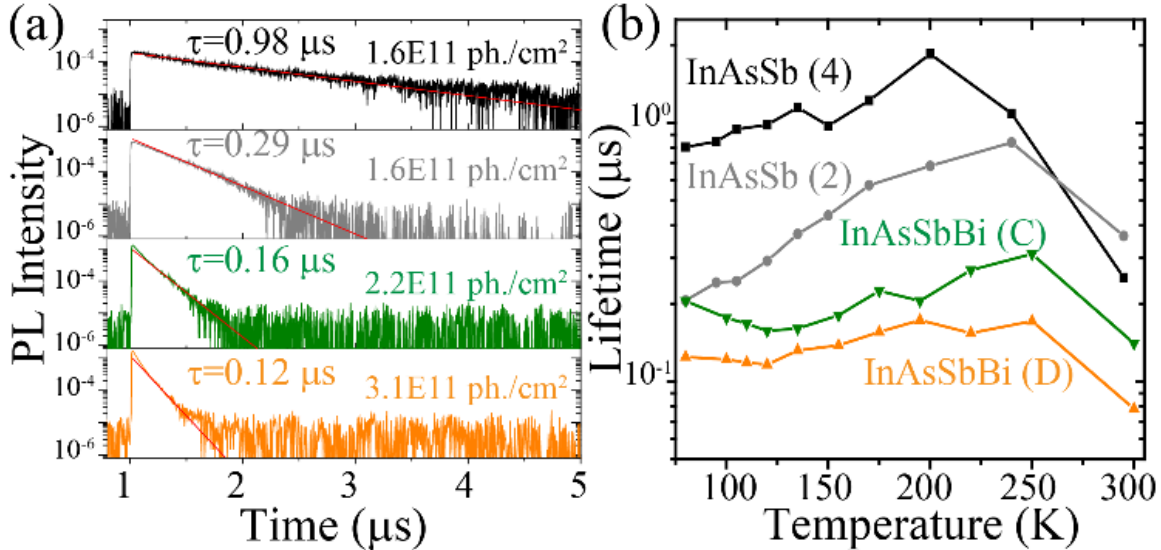 (a)
PL Intensity
10⁻⁴
10⁻⁶
τ=0.98 μs
1.6E11 ph./cm²
10⁻⁴
10⁻⁶
τ=0.29 μs
1.6E11 ph./cm²
10⁻⁴
10⁻⁶
τ=0.16 μs
2.2E11 ph./cm²
10⁻⁴
10⁻⁶
τ=0.12 μs
3.1E11 ph./cm²
1 2 3 4 5
Time (μs)
(b)
Lifetime (μs)
10⁰
10⁻¹
InAsSb (4)
InAsSb (2)
InAsSbBi (C)
InAsSbBi (D)
100 150 200 250 300
Temperature (K)